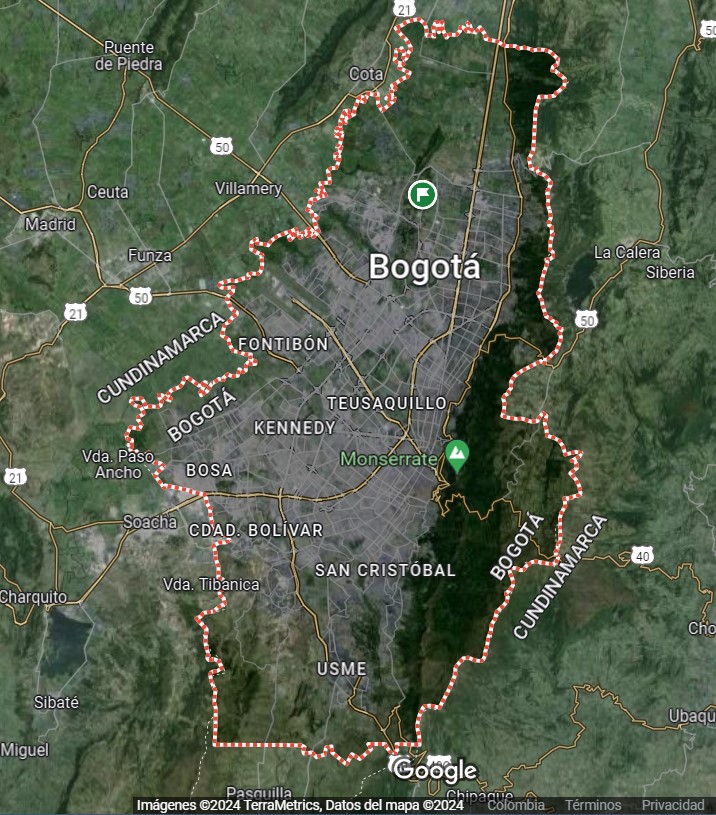 21
50
Puente
de Piedra
Cota
50
Villamery
Ceuta
Madrid
Funza
La Calera
Siberia
Bogotá
50
21
50
CUNDINAMARCA
FONTIBÓN
BOGOTÁ
TEUSAQUILLO
KENNEDY
Monserrate
Vda. Paso
Ancho
BOSA
21
Soacha
CDAD. BOLÍVAR
BOGOTÁ
CUNDINAMARCA
40
SAN CRISTÓBAL
Vda. Tibanica
Charquito
Cho
USME
Sibaté
Ubaqu
Miguel
Google
Pasquilla
Chipaque
Imágenes ©2024 TerraMetrics, Datos del mapa ©2024 Colombia Términos Privacidad